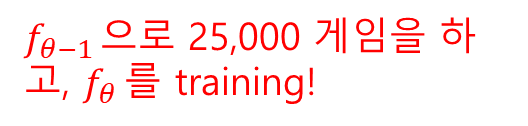 𝑓𝜃−1 으로 25,000 게임을 하
고, 𝑓𝜃 를 training!